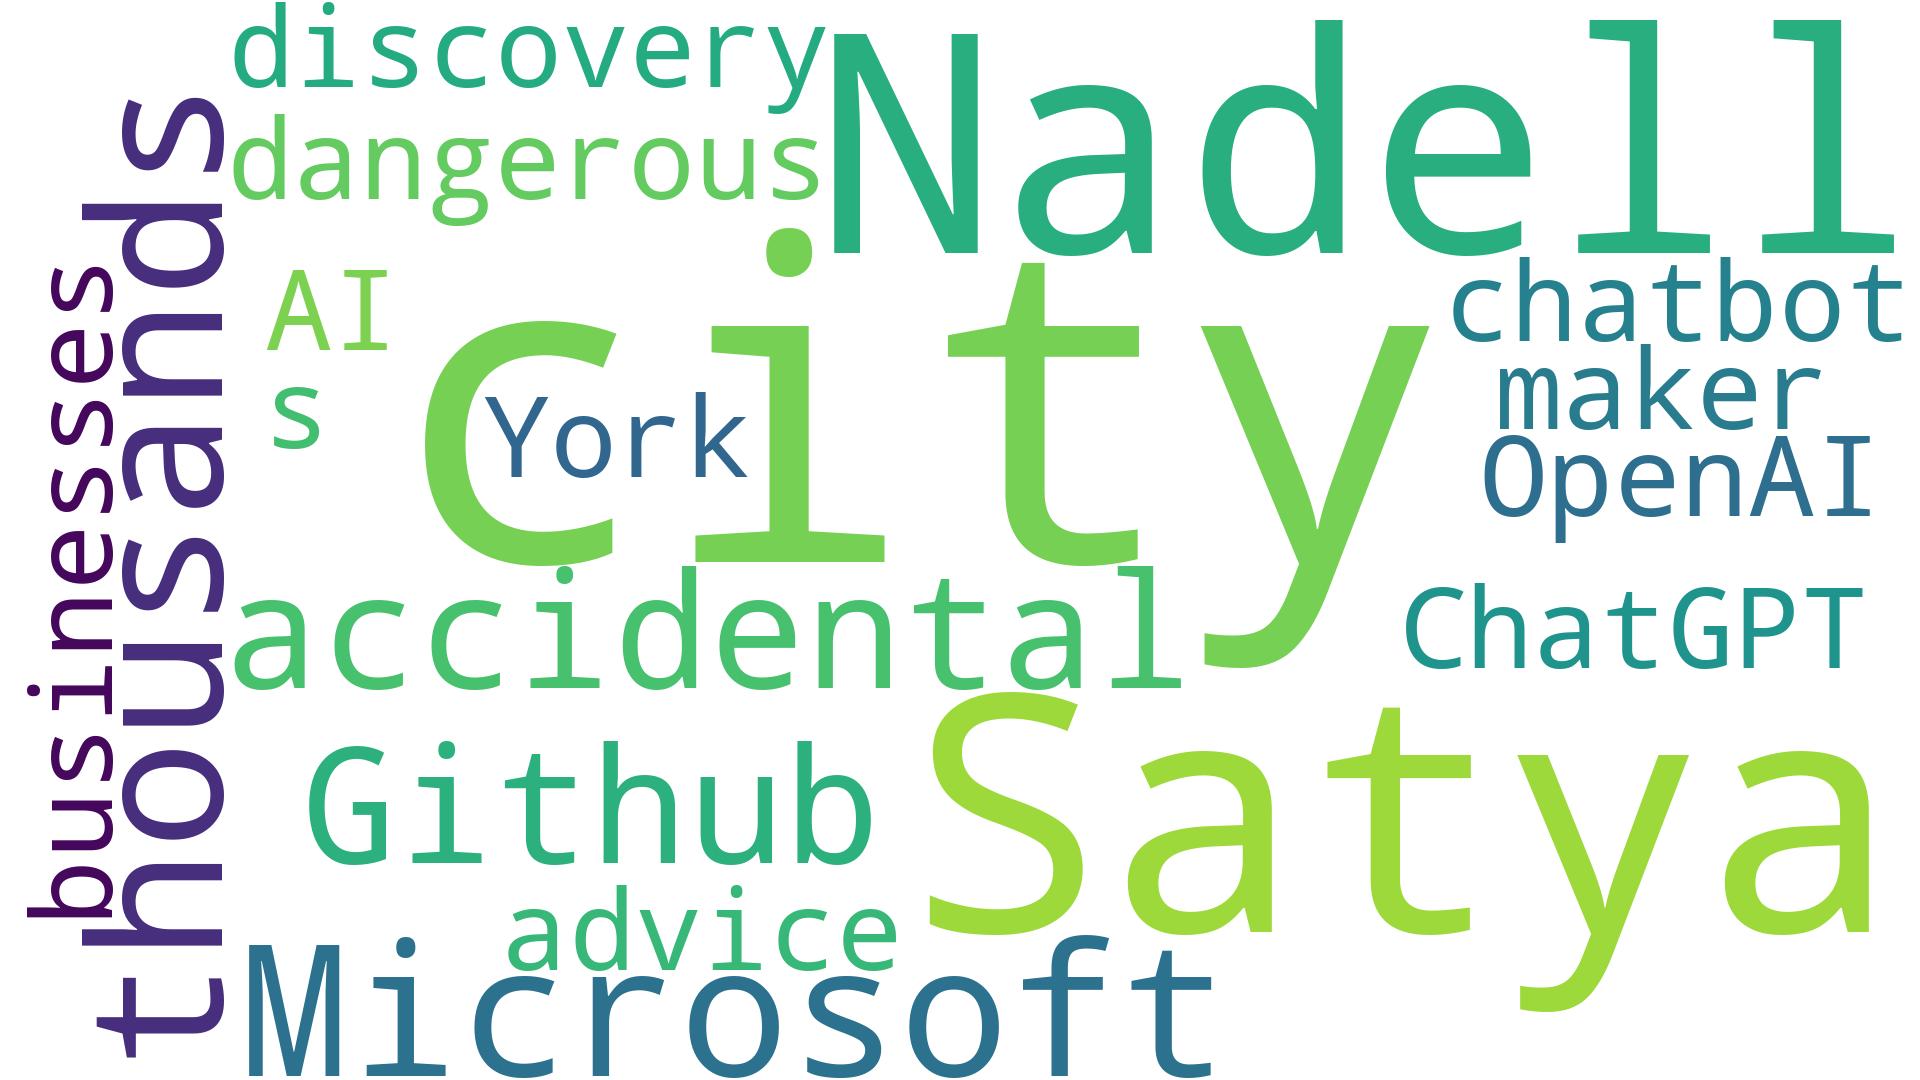 discovery
Nadell
dangerous
thousands
businesses
AI
city
chatbot
s
York
maker
OpenAI
accidental
ChatGPT
Github
Satya
advice
Microsoft